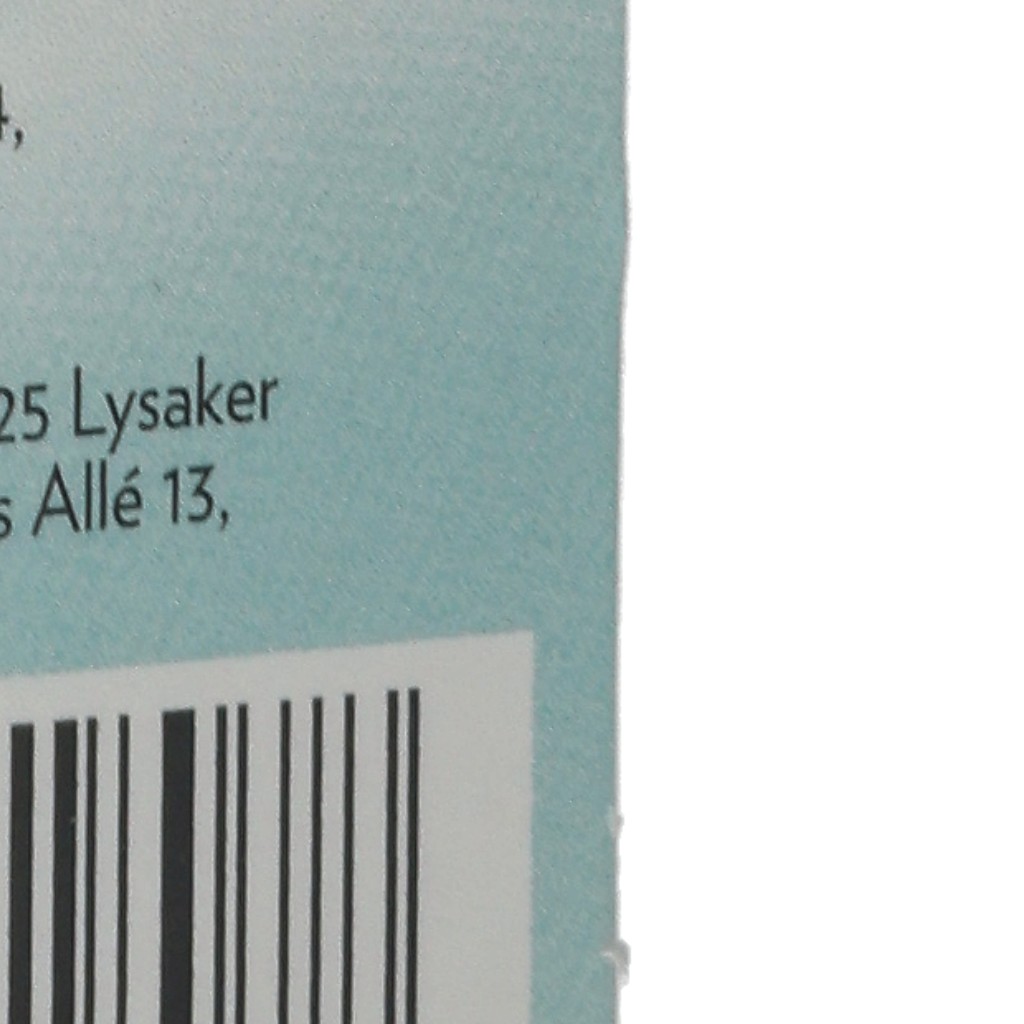 4,
25 Lysaker
s Allé 13,